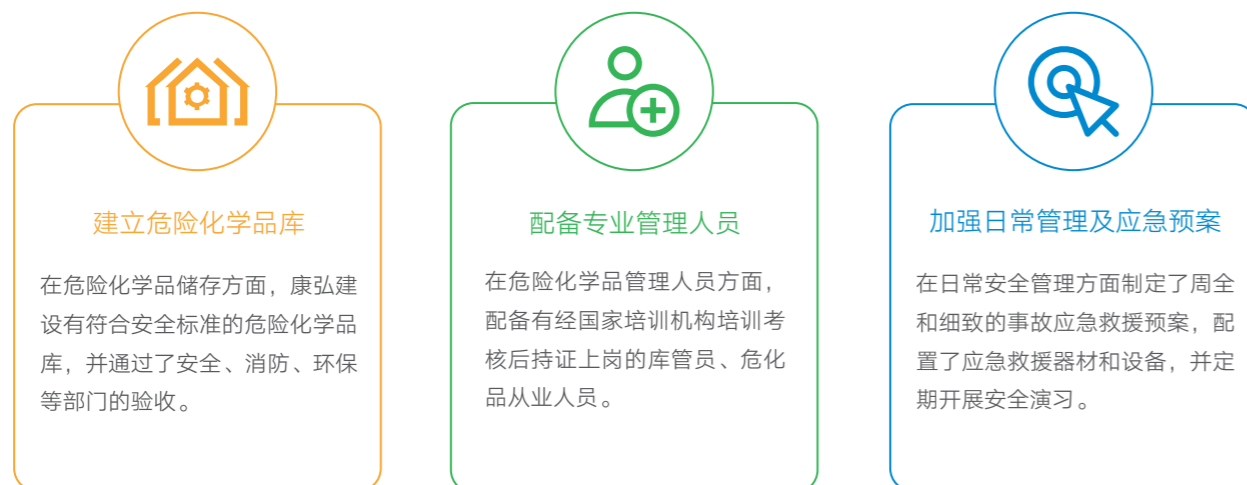 建立危险化学品库
在危险化学品储存方面，康弘建
设有符合安全标准的危险化学品
库，并通过了安全、消防、环保
等部门的验收。
配备专业管理人员
在危险化学品管理人员方面，
配备有经国家培训机构培训考
核后持证上岗的库管员、危化
品从业人员。
加强日常管理及应急预案
在日常安全管理方面制定了周全
和细致的事故应急救援预案，配
置了应急救援器材和设备，并定
期开展安全演习。